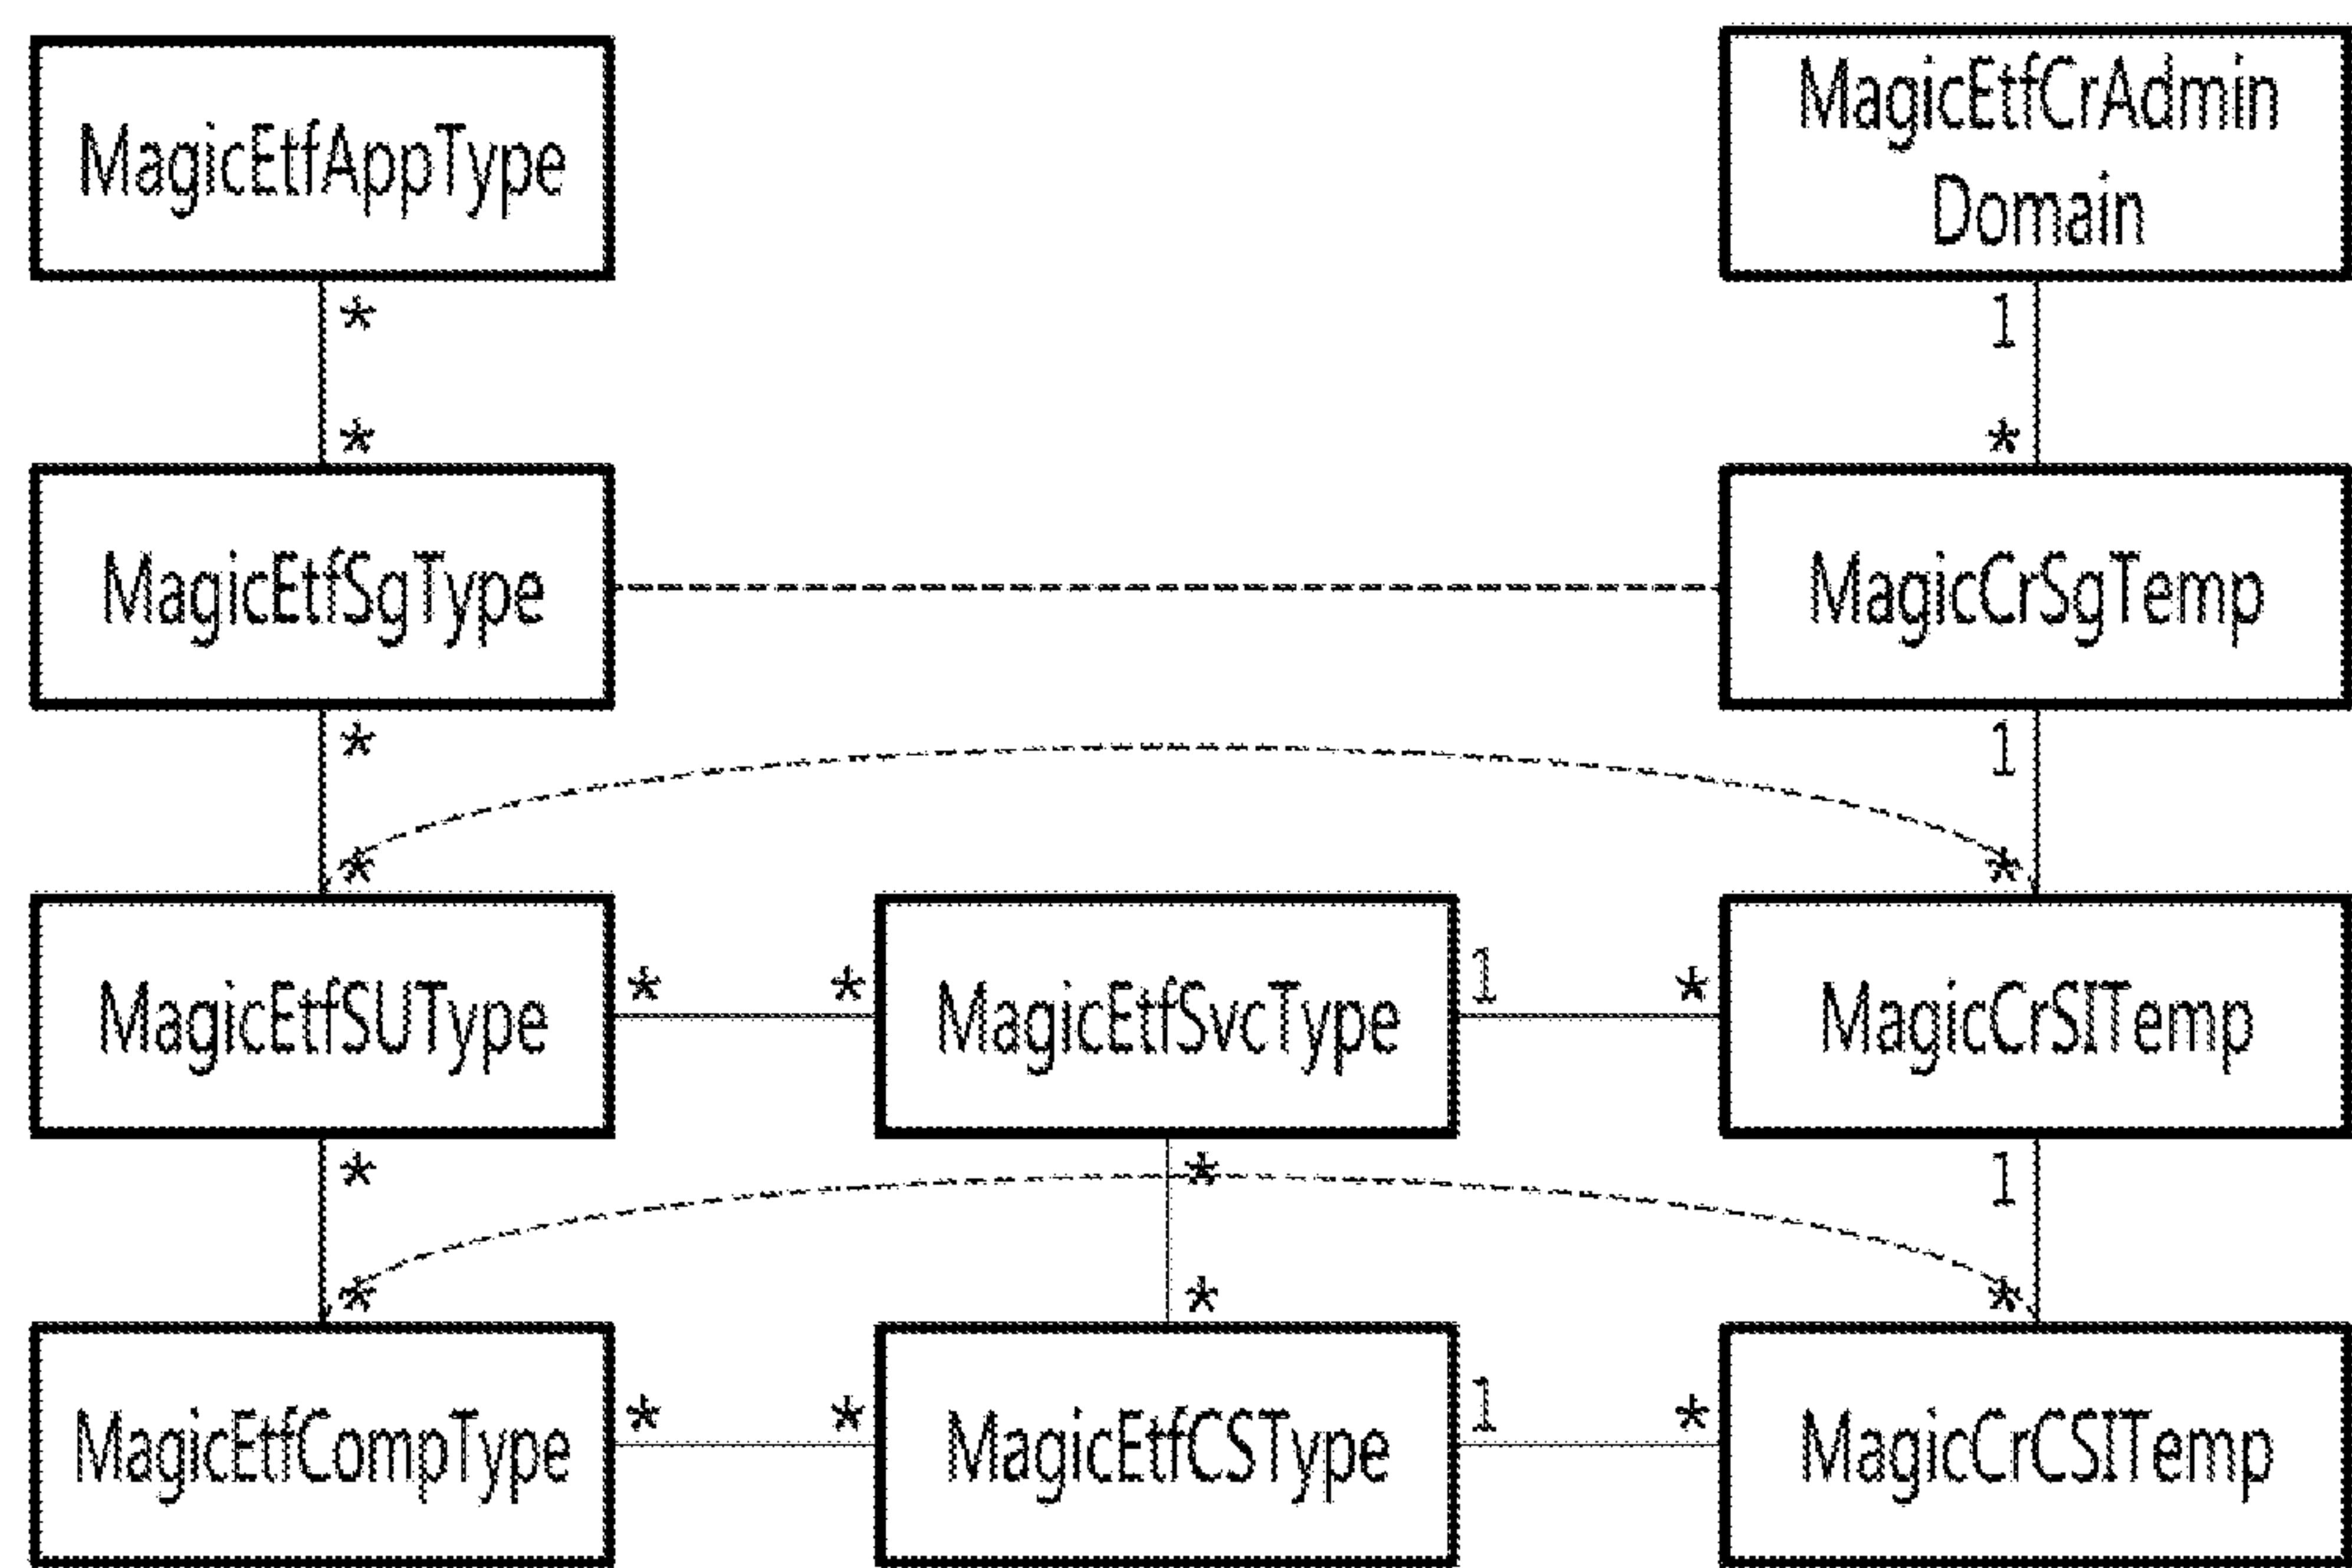 MagicEtfAppType
MagicEtfCrAdmin
Domain
*
1
*
*
MagicEtfSgType
MagicCrSgTemp
*
1
*
*
MagicEtfSUType
*
*
MagicEtfSvcType
1
*
MagicCrSITemp
*
*
1
*
*
*
MagicEtfCompType
*
*
MagicEtfCSType
1
*
MagicCrCSITemp